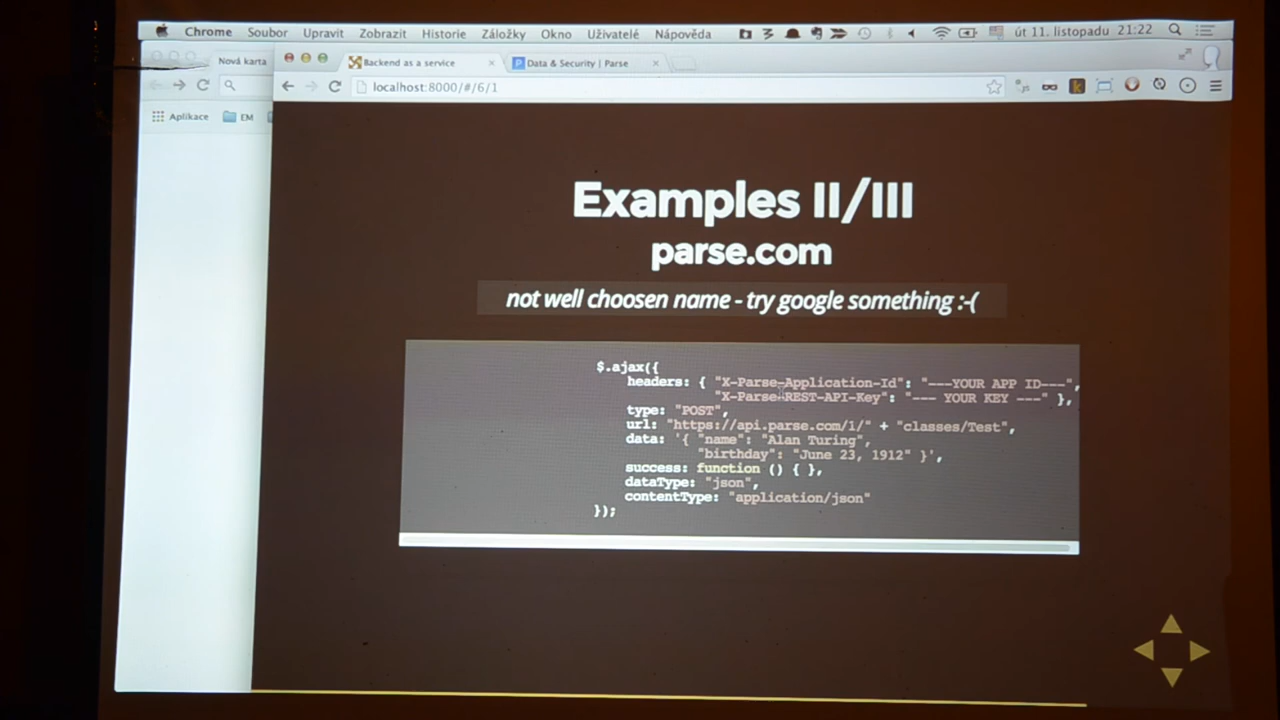 Chrome Soubor Upravit Zobrazit Historie Záložky Okno Uživatelé Nápověda út 11. listopadu 21:22
Nová karta
Backend as a service
Data & Security | Parse
localhost:8000/#/6/1
Aplikace EM
Examples II/III
parse.com
not well choosen name - try google something :-(
$.ajax({
headers: { "X-Parse-Application-Id": "---YOUR APP ID---",
"X-Parse-REST-API-Key": "--- YOUR KEY ---" },
type: "POST",
url: "https://api.parse.com/1/" + "classes/Test",
data: '{ "name": "Alan Turing",
"birthday": "June 23, 1912" }',
success: function () { },
dataType: "json",
contentType: "application/json"
});